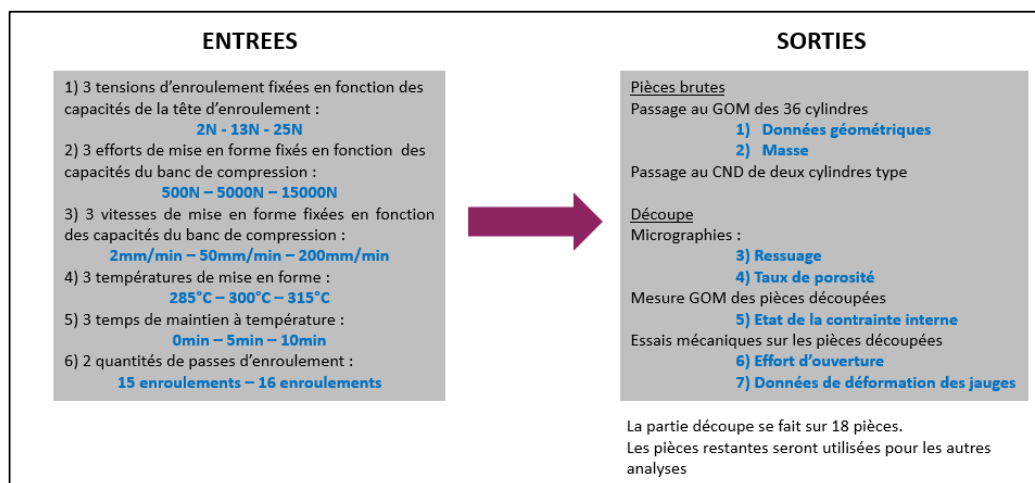 ENTREES
1) 3 tensions d'enroulement fixées en fonction des
capacités de la tête d'enroulement :
2N - 13N - 25N
2) 3 efforts de mise en forme fixés en fonction des
capacités du banc de compression :
500N – 5000N – 15000N
3) 3 vitesses de mise en forme fixées en fonction
des capacités du banc de compression :
2mm/min – 50mm/min – 200mm/min
4) 3 températures de mise en forme :
285°C – 300°C – 315°C
5) 3 temps de maintien à température :
0min – 5min – 10min
6) 2 quantités de passes d'enroulement :
15 enroulements – 16 enroulements
SORTIES
Pièces brutes
Passage au GOM des 36 cylindres
1) Données géométriques
2) Masse
Passage au CND de deux cylindres type
Découpe
Micrographies :
3) Ressuage
4) Taux de porosité
Mesure GOM des pièces découpées
5) Etat de la contrainte interne
Essais mécaniques sur les pièces découpées
6) Effort d'ouverture
7) Données de déformation des jauges
La partie découpe se fait sur 18 pièces.
Les pièces restantes seront utilisées pour les autres
analyses